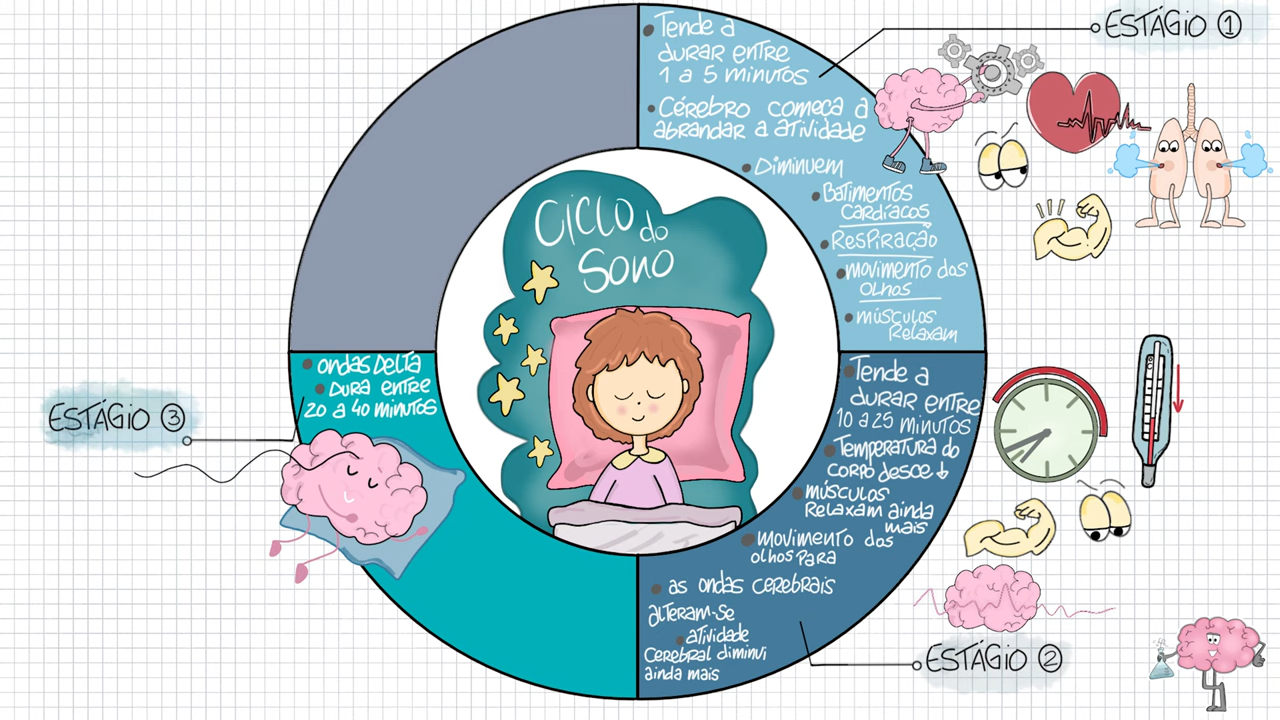 Ciclo do
Sono
ESTÁGIO 1
Tende a
durar entre
1 a 5 minutos
Cérebro começa a
abrandar a atividade
Diminuem
Batimentos
Cardíacos
Respiração
movimento dos
Olhos
músculos
Relaxam
Tende a
durar entre
10 a 25 minutos
Temperatura do
corpo desce
músculos
Relaxam ainda
mais
movimento dos
olhos para
as ondas cerebrais
alteram-se
atividade
Cerebral diminui
ainda mais
ESTÁGIO 2
ESTÁGIO 3
ondas Delta
Dura entre
20 a 40 minutos